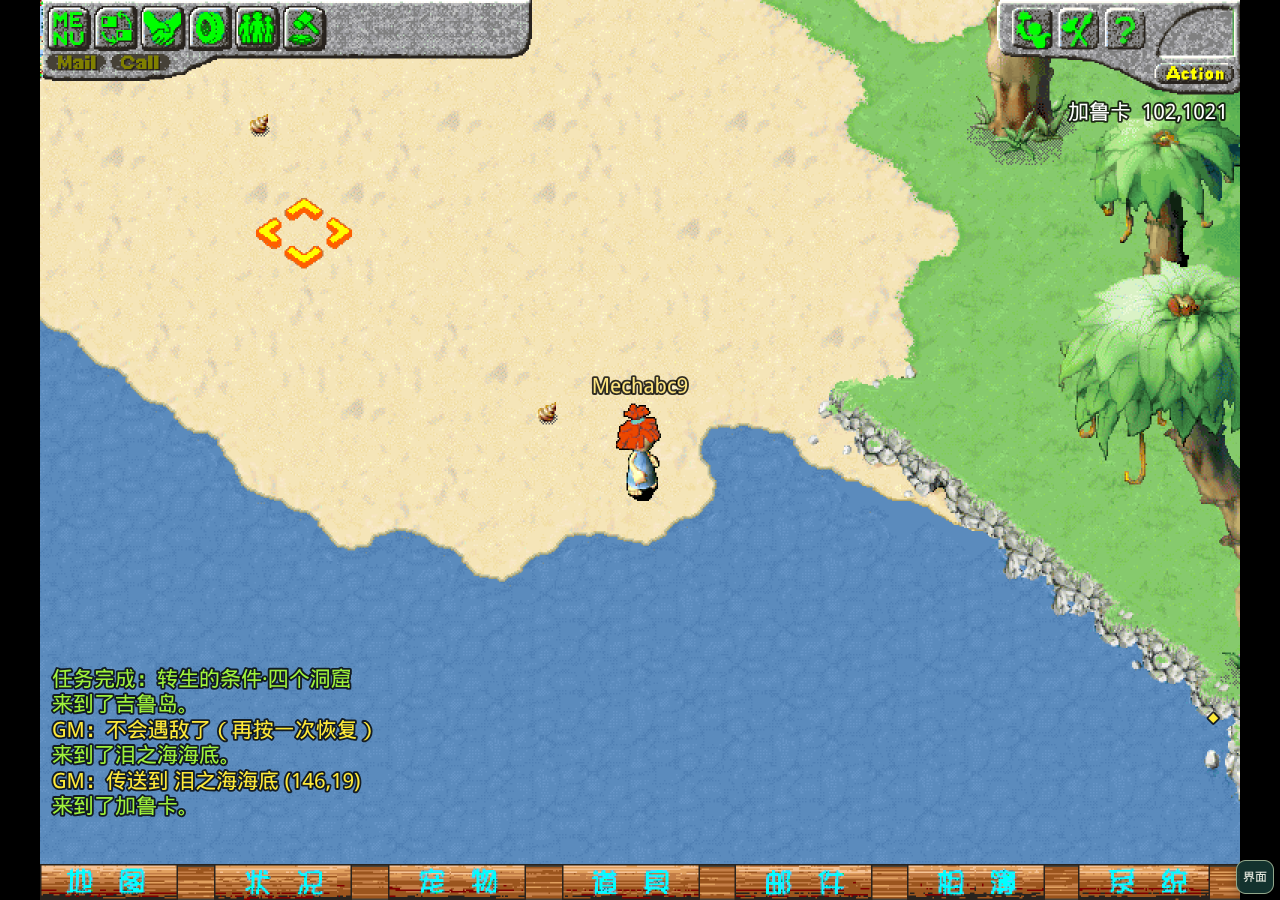 MENU
Mail Call
Action
加鲁卡 102,1021
Mechabc9
任务完成：转生的条件·四个洞窟
来到了吉鲁岛。
GM：不会遇敌了（再按一次恢复）
来到了泪之海海底。
GM：传送到 泪之海海底 (146,19)
来到了加鲁卡。
地图 状况 宠物 道具 邮件 相簿 系统
界面